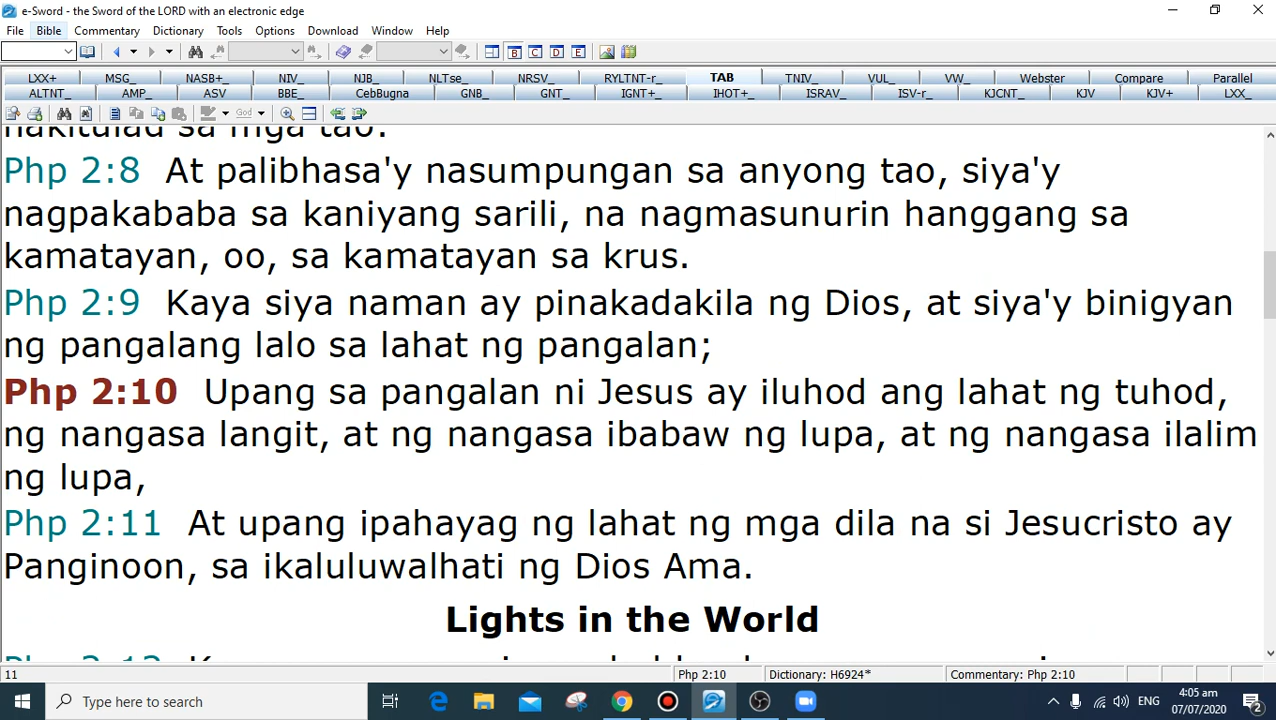 e-Sword - the Sword of the LORD with an electronic edge
File Bible Commentary Dictionary Tools Options Download Window Help
B C D E
LXX+ MSG_ NASB+_ NIV_ NJB_ NLTse_ NRSV_ RYLTNT-r_ TAB TNIV_ VUL_ VW_ Webster Compare Parallel
ALTNT_ AMP_ ASV BBE_ CebBugna GNB_ GNT_ IGNT+_ IHOT+_ ISRAV_ ISV-r_ KJCNT_ KJV KJV+ LXX_
God
nakitulad sa mga tao:
Php 2:8 At palibhasa'y nasumpungan sa anyong tao, siya'y
nagpakababa sa kaniyang sarili, na nagmasunurin hanggang sa
kamatayan, oo, sa kamatayan sa krus.
Php 2:9 Kaya siya naman ay pinakadakila ng Dios, at siya'y binigyan
ng pangalang lalo sa lahat ng pangalan;
Php 2:10 Upang sa pangalan ni Jesus ay iluhod ang lahat ng tuhod,
ng nangasa langit, at ng nangasa ibabaw ng lupa, at ng nangasa ilalim
ng lupa,
Php 2:11 At upang ipahayag ng lahat ng mga dila na si Jesucristo ay
Panginoon, sa ikaluluwalhati ng Dios Ama.
Lights in the World
11 Php 2:10 Dictionary: H6924* Commentary: Php 2:10
Type here to search
ENG
4:05 am
07/07/2020
2